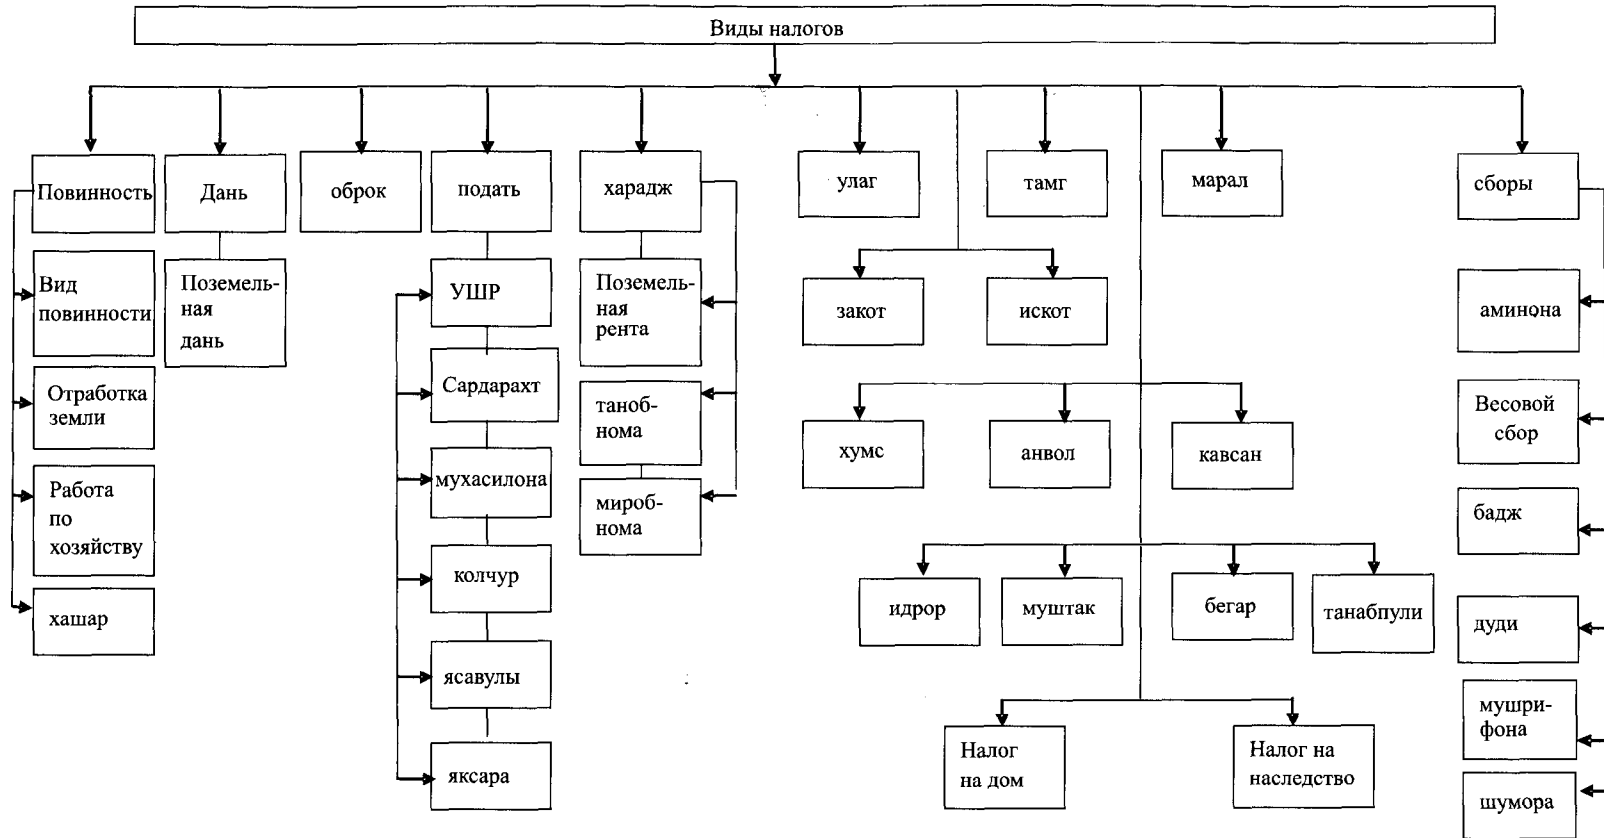 Виды налогов
Повинность
Дань
оброк
подать
харадж
улаг
тамг
марал
сборы
Вид
повинности
Отработка
земли
Работа
по
хозяйству
хашар
Поземель-
ная
дань
УШР
Сардарахт
мухасилона
колчур
ясавулы
яксара
Поземель-
ная
рента
таноб-
нома
мироб-
нома
закот
искот
хумс
анвол
кавсан
идрор
муштак
бегар
танабпули
Налог
на дом
Налог на
наследство
аминона
Весовой
сбор
бадж
дуди
мушри-
фона
шумора